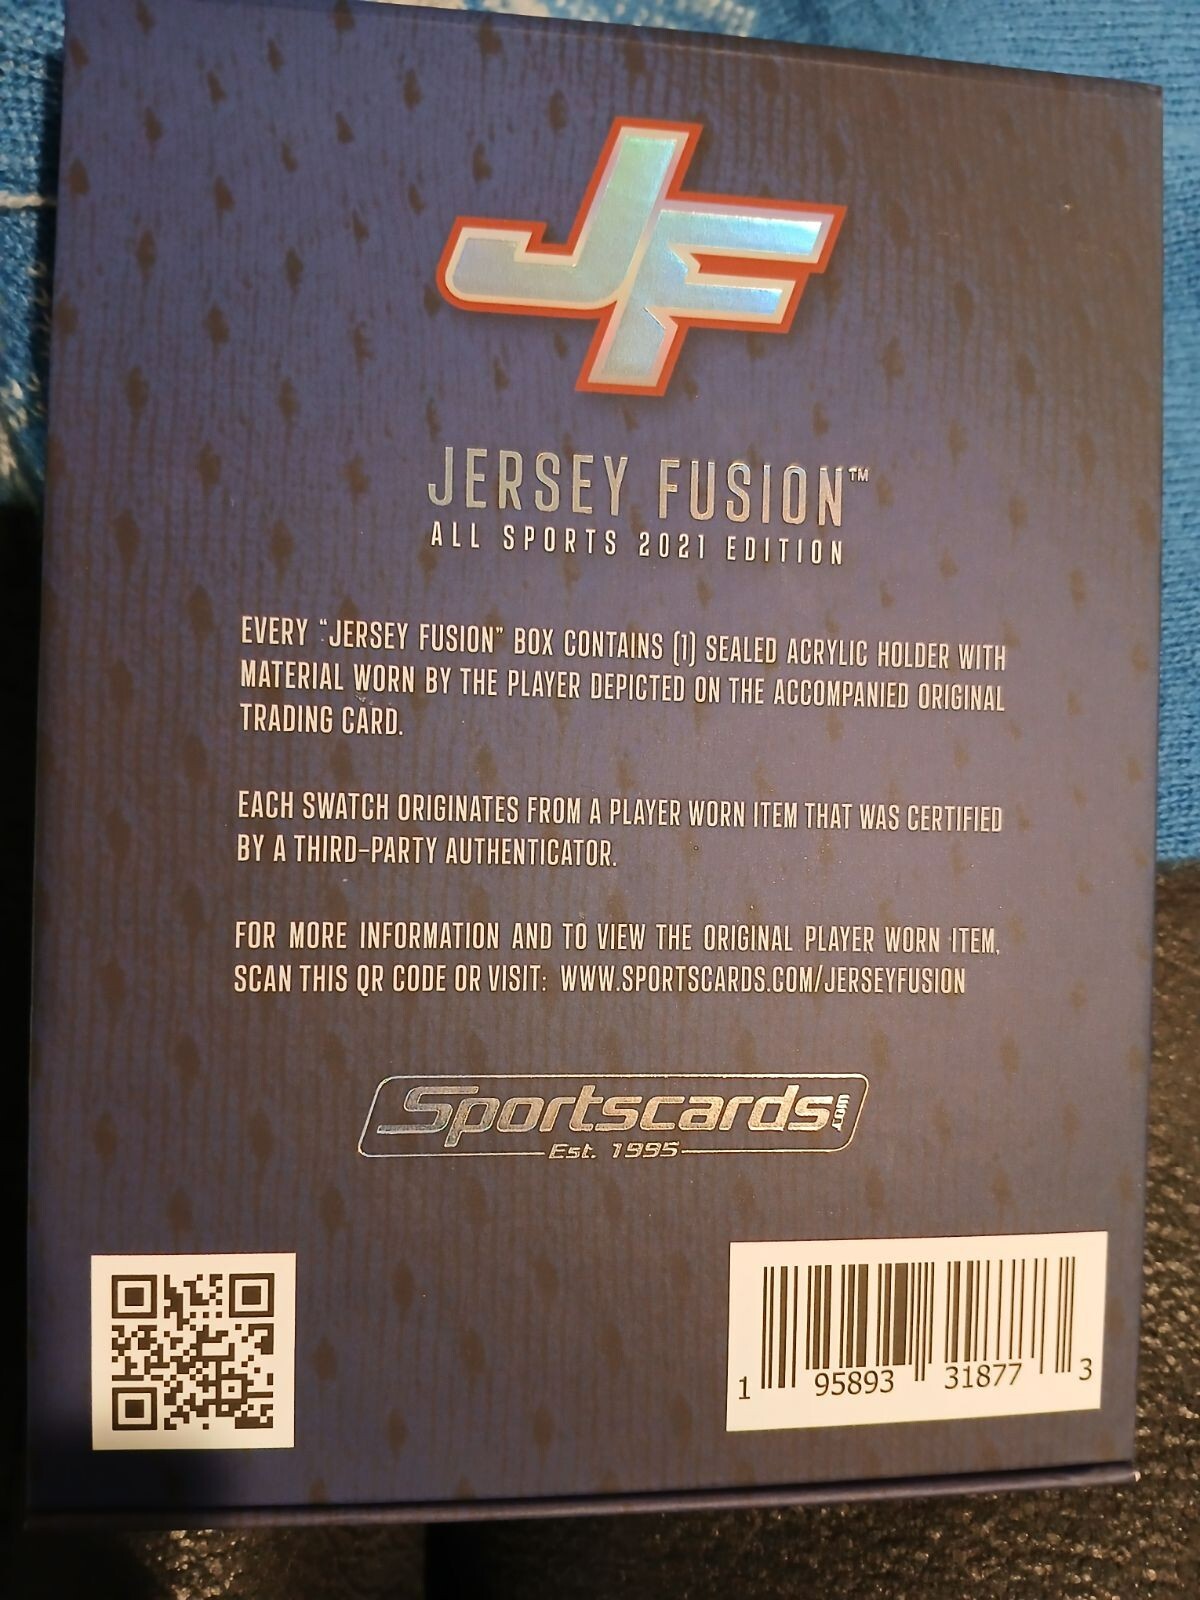 JF
JERSEY FUSION™
ALL SPORTS 2021 EDITION
EVERY “JERSEY FUSION” BOX CONTAINS (1) SEALED ACRYLIC HOLDER WITH
MATERIAL WORN BY THE PLAYER DEPICTED ON THE ACCOMPANIED ORIGINAL
TRADING CARD.
EACH SWATCH ORIGINATES FROM A PLAYER WORN ITEM THAT WAS CERTIFIED
BY A THIRD-PARTY AUTHENTICATOR.
FOR MORE INFORMATION AND TO VIEW THE ORIGINAL PLAYER WORN ITEM,
SCAN THIS QR CODE OR VISIT: WWW.SPORTSCARDS.COM/JERSEYFUSION
Sportscards.com
Est. 1995
1 95893 31877 3